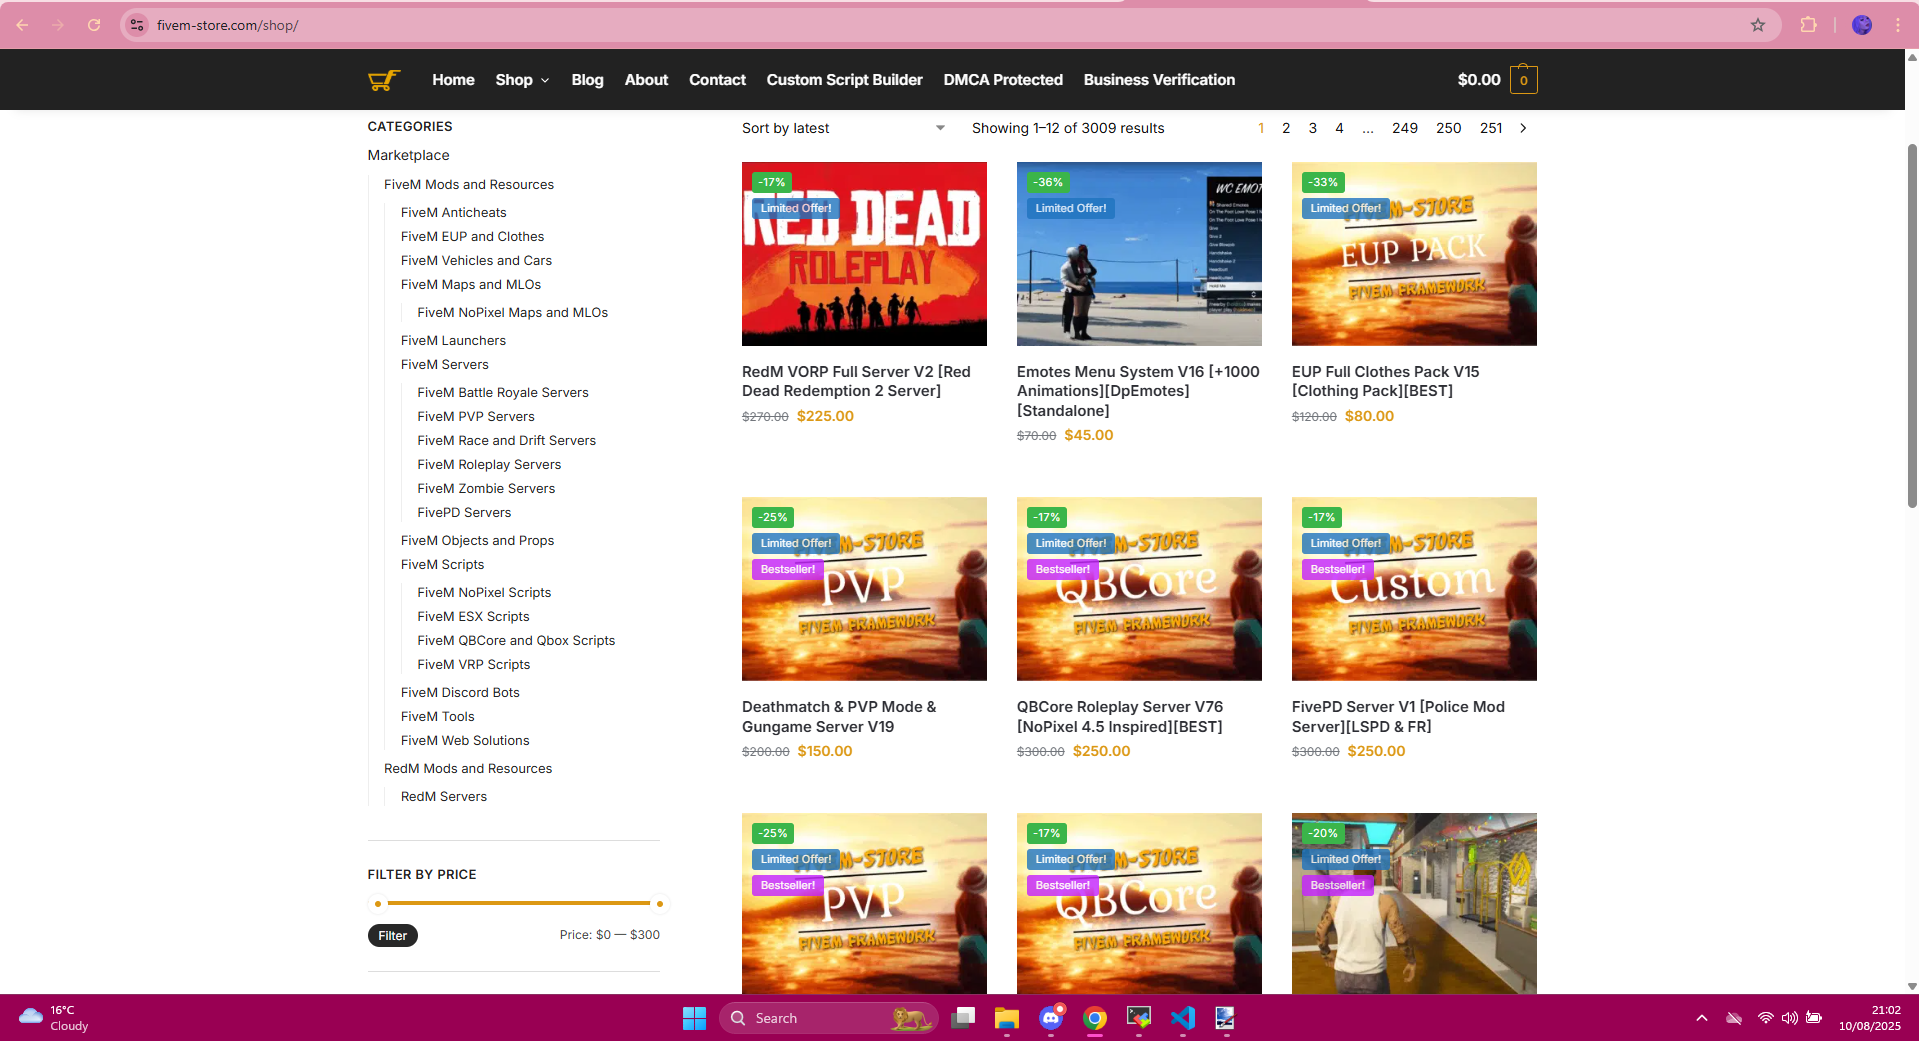 fivem-store.com/shop/
Home Shop Blog About Contact Custom Script Builder DMCA Protected Business Verification $0.00 0
CATEGORIES
Marketplace
FiveM Mods and Resources
FiveM Anticheats
FiveM EUP and Clothes
FiveM Vehicles and Cars
FiveM Maps and MLOs
FiveM NoPixel Maps and MLOs
FiveM Launchers
FiveM Servers
FiveM Battle Royale Servers
FiveM PVP Servers
FiveM Race and Drift Servers
FiveM Roleplay Servers
FiveM Zombie Servers
FivePD Servers
FiveM Objects and Props
FiveM Scripts
FiveM NoPixel Scripts
FiveM ESX Scripts
FiveM QBCore and Qbox Scripts
FiveM VRP Scripts
FiveM Discord Bots
FiveM Tools
FiveM Web Solutions
RedM Mods and Resources
RedM Servers
FILTER BY PRICE
Filter
Price: $0 — $300
Sort by latest
Showing 1–12 of 3009 results
1 2 3 4 ... 249 250 251
-17%
Limited Offer!
RED DEAD
ROLEPLAY
RedM VORP Full Server V2 [Red
Dead Redemption 2 Server]
$270.00 $225.00
-36%
Limited Offer!
WC EMOT
Shared Emotes
Emotes Menu System V16 [+1000
Animations][DpEmotes]
[Standalone]
$70.00 $45.00
-33%
Limited Offer!
FIVEM-STORE
EUP PACK
FIVEM FRAMEWORK
EUP Full Clothes Pack V15
[Clothing Pack][BEST]
$120.00 $80.00
-25%
Limited Offer!
Bestseller!
M-STORE
PVP
FIVEM FRAMEWORK
Deathmatch & PVP Mode &
Gungame Server V19
$200.00 $150.00
-17%
Limited Offer!
Bestseller!
M-STORE
QBCore
FIVEM FRAMEWORK
QBCore Roleplay Server V76
[NoPixel 4.5 Inspired][BEST]
$300.00 $250.00
-17%
Limited Offer!
Bestseller!
M-STORE
Custom
FIVEM FRAMEWORK
FivePD Server V1 [Police Mod
Server][LSPD & FR]
$300.00 $250.00
-25%
Limited Offer!
Bestseller!
M-STORE
PVP
FIVEM FRAMEWORK
-17%
Limited Offer!
Bestseller!
M-STORE
QBCore
FIVEM FRAMEWORK
-20%
Limited Offer!
Bestseller!
16°C
Cloudy
Search
21:02
10/08/2025